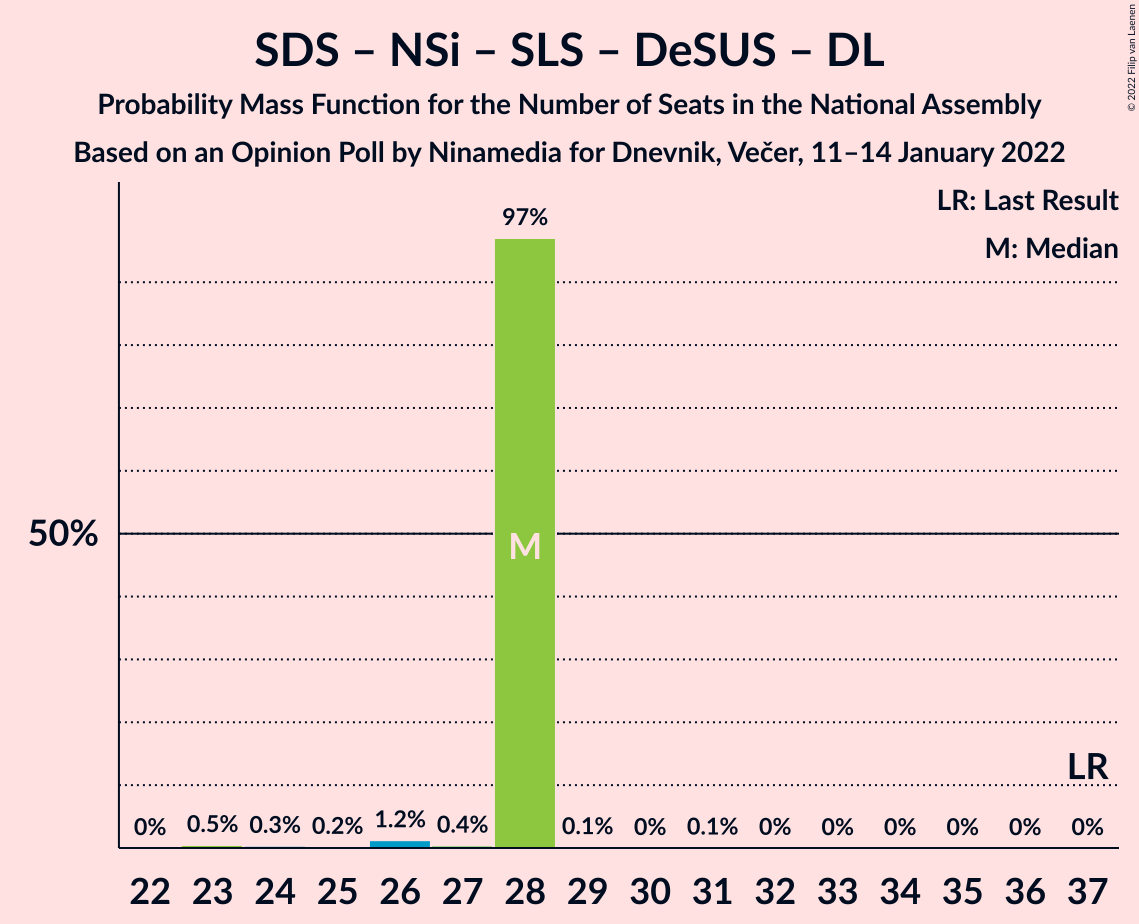 SDS – NSi – SLS – DeSUS – DL
Probability Mass Function for the Number of Seats in the National Assembly
Based on an Opinion Poll by Ninamedia for Dnevnik, Večer, 11–14 January 2022
© 2022 Filip van Laenen
LR: Last Result
M: Median
97%
50%
M
LR
0% 0.5% 0.3% 0.2% 1.2% 0.4% 0.1% 0% 0.1% 0% 0% 0% 0% 0% 0%
22 23 24 25 26 27 28 29 30 31 32 33 34 35 36 37